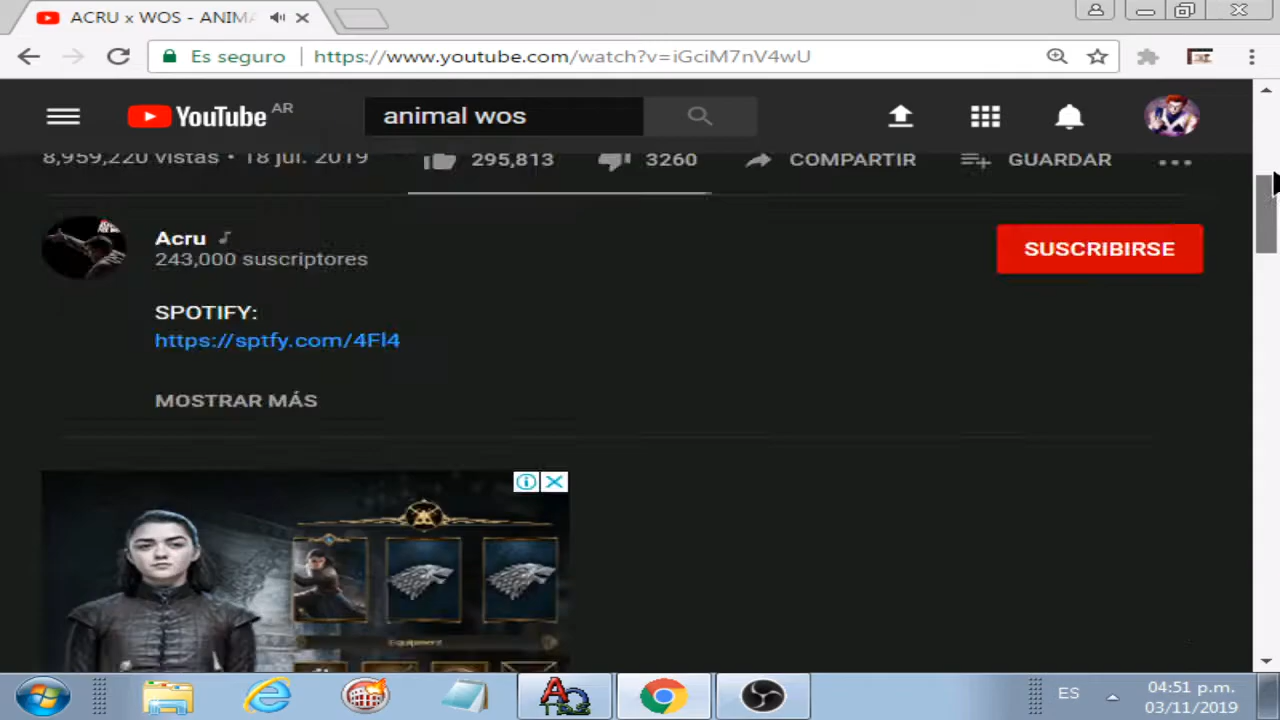 ACRU x WOS - ANIMA
Es seguro
https://www.youtube.com/watch?v=iGciM7nV4wU
YouTube AR
animal wos
8,959,220 vistas • 18 jul. 2019
295,813
3260
COMPARTIR
GUARDAR
Acru
243,000 suscriptores
SUSCRIBIRSE
SPOTIFY:
https://sptfy.com/4Fl4
MOSTRAR MÁS
Equipment
ES
04:51 p.m.
03/11/2019